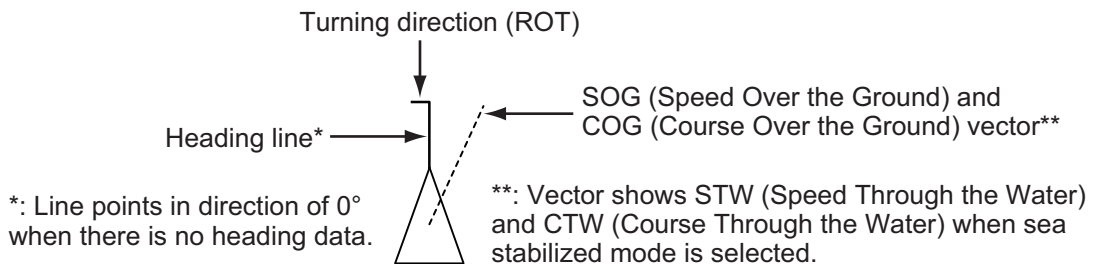 Turning direction (ROT)
SOG (Speed Over the Ground) and
COG (Course Over the Ground) vector**
Heading line*
*: Line points in direction of 0°
when there is no heading data.
**: Vector shows STW (Speed Through the Water)
and CTW (Course Through the Water) when sea
stabilized mode is selected.